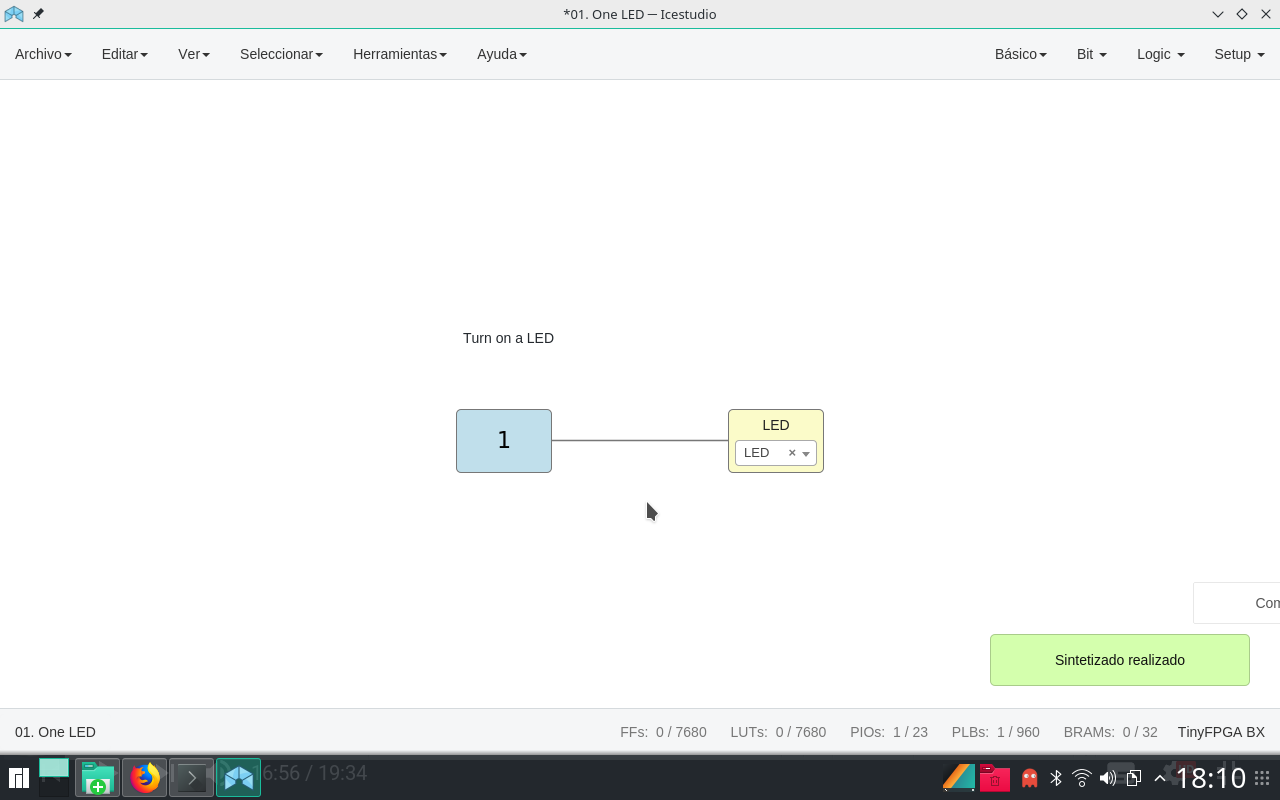 *01. One LED — Icestudio
Archivo Editar Ver Seleccionar Herramientas Ayuda Básico Bit Logic Setup
Turn on a LED
1
LED
LED
Com
Sintetizado realizado
01. One LED FFs: 0 / 7680 LUTs: 0 / 7680 PIOs: 1 / 23 PLBs: 1 / 960 BRAMs: 0 / 32 TinyFPGA BX
16:56 / 19:34
18:10